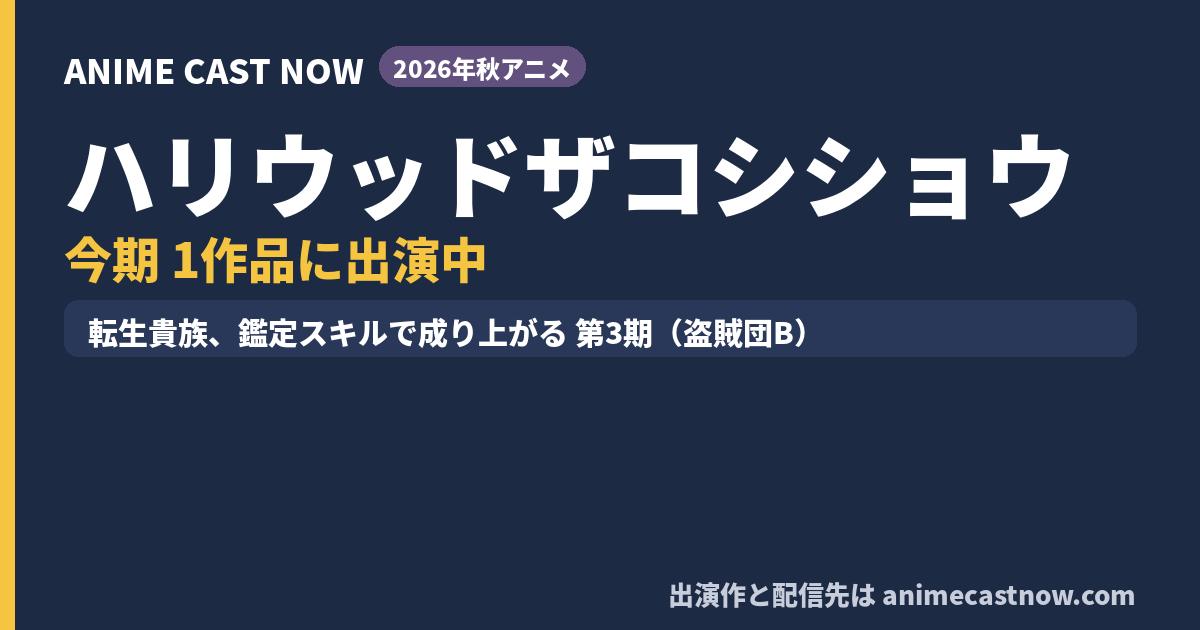 ANIME CAST NOW 2026年秋アニメ
ハリウッドザコシショウ
今期 1作品に出演中
転生貴族、鑑定スキルで成り上がる 第3期（盗賊団B）
出演作と配信先は animecastnow.com